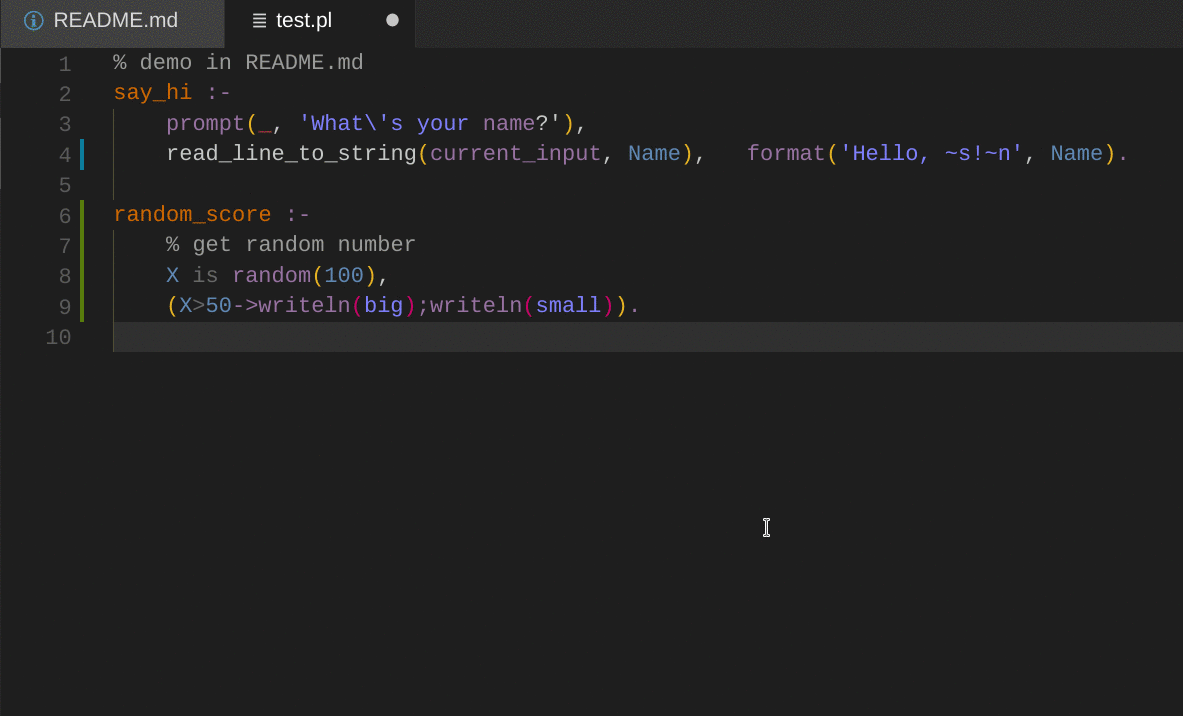 README.md test.pl
1 % demo in README.md
2 say_hi :-
3     prompt(_, 'What\'s your name?'),
4     read_line_to_string(current_input, Name),   format('Hello, ~s!~n', Name).
5
6 random_score :-
7     % get random number
8     X is random(100),
9     (X>50->writeln(big);writeln(small)).
10